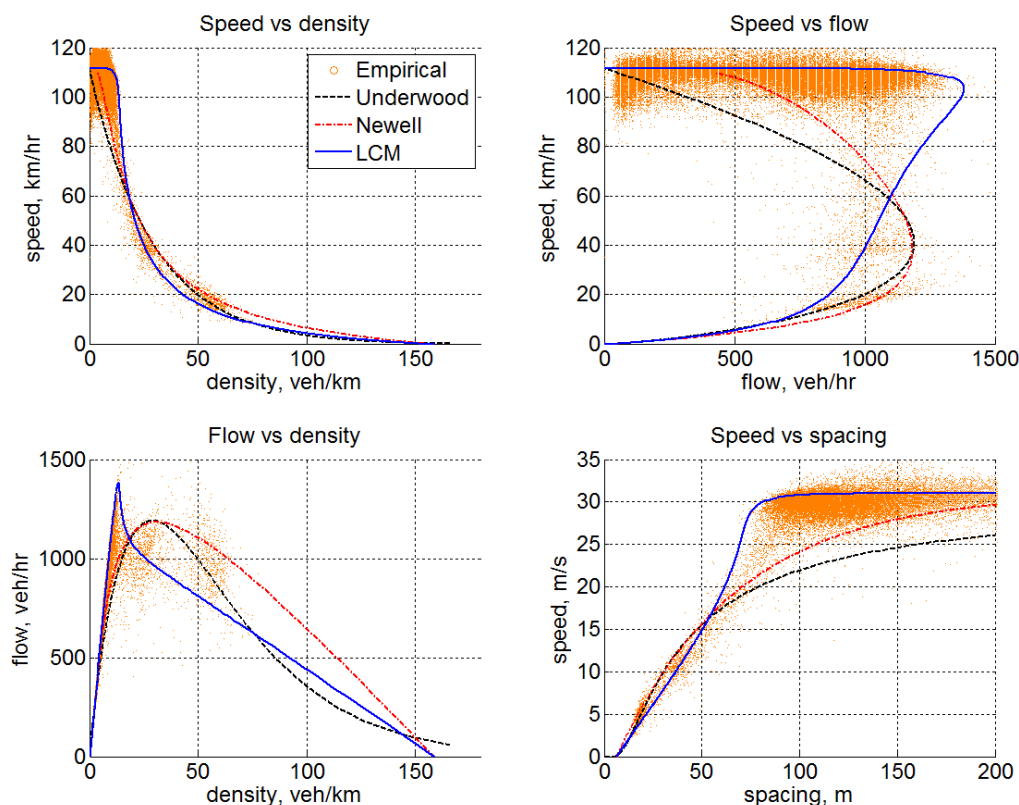 Speed vs density
120
100
80
60
40
20
0
0
50
100
150
speed, km/hr
density, veh/km
Empirical
Underwood
Newell
LCM
Speed vs flow
120
100
80
60
40
20
0
0
500
1000
1500
speed, km/hr
flow, veh/hr
Flow vs density
1500
1000
500
0
0
50
100
150
flow, veh/hr
density, veh/km
Speed vs spacing
35
30
25
20
15
10
5
0
0
50
100
150
200
speed, m/s
spacing, m